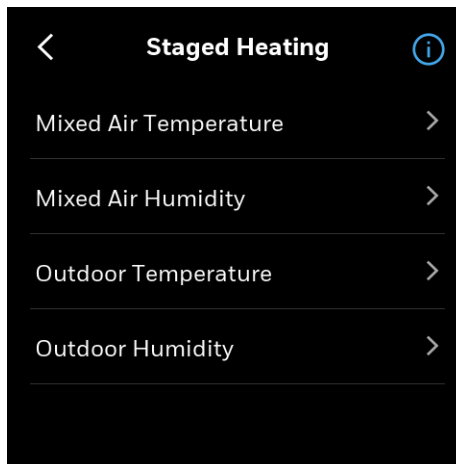 Staged Heating
Mixed Air Temperature
Mixed Air Humidity
Outdoor Temperature
Outdoor Humidity